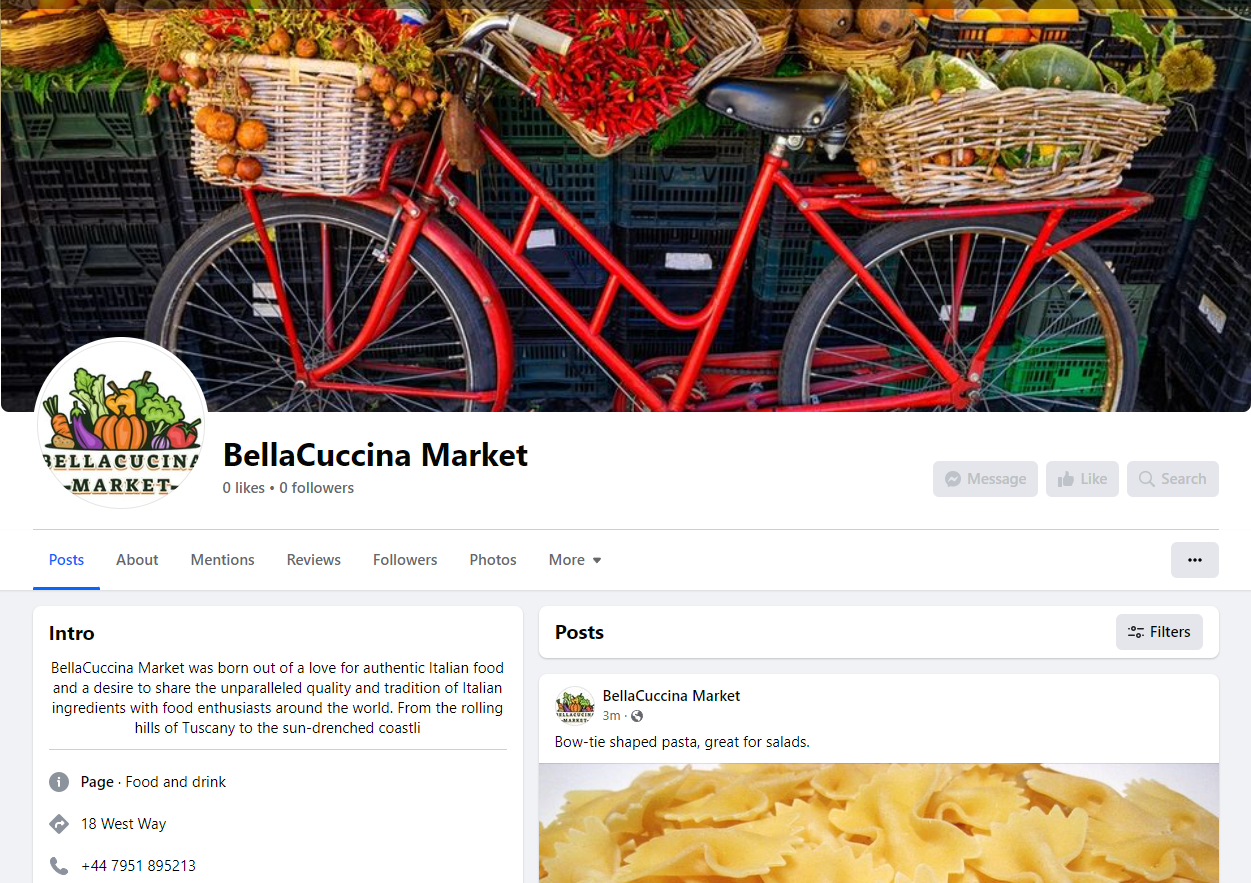 BELLACUCINA
MARKET
BellaCuccina Market
0 likes • 0 followers
Message
Like
Search
Posts
About
Mentions
Reviews
Followers
Photos
More
Intro
BellaCuccina Market was born out of a love for authentic Italian food
and a desire to share the unparalleled quality and tradition of Italian
ingredients with food enthusiasts around the world. From the rolling
hills of Tuscany to the sun-drenched coastli
Page · Food and drink
18 West Way
+44 7951 895213
Posts
Filters
BELLACUCINA
MARKET
BellaCuccina Market
3m ·
Bow-tie shaped pasta, great for salads.